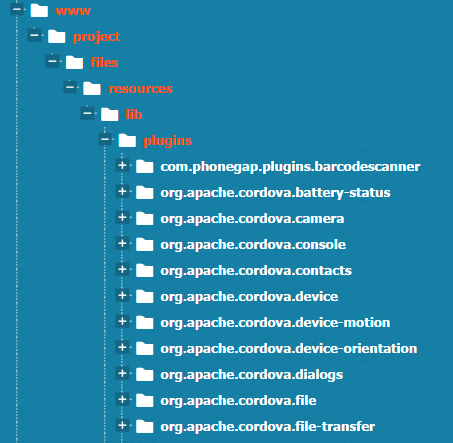 www
project
files
resources
lib
plugins
com.phonegap.plugins.barcodescanner
org.apache.cordova.battery-status
org.apache.cordova.camera
org.apache.cordova.console
org.apache.cordova.contacts
org.apache.cordova.device
org.apache.cordova.device-motion
org.apache.cordova.device-orientation
org.apache.cordova.dialogs
org.apache.cordova.file
org.apache.cordova.file-transfer